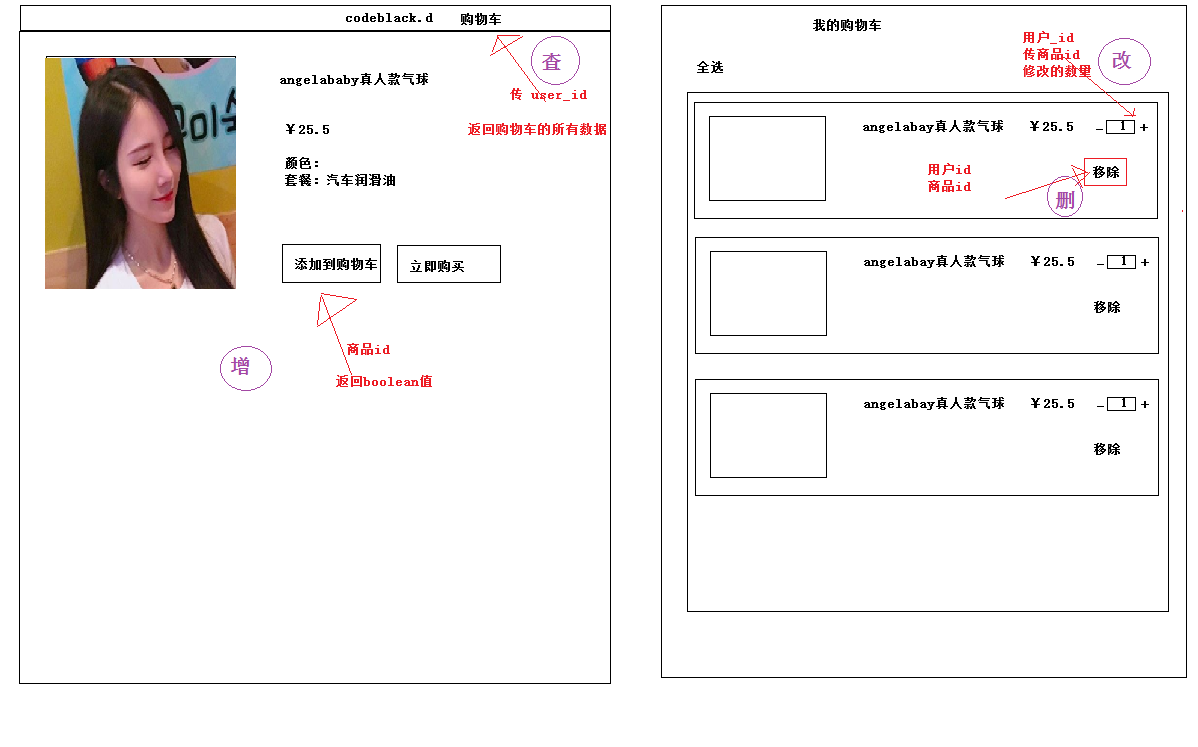 codeblack.d 购物车
查
传 user_id
angelababy真人款气球
￥25.5
返回购物车的所有数据
颜色：
套餐：汽车润滑油
添加到购物车
立即购买
商品id
增
返回boolean值
我的购物车
用户_id
传商品id
修改的数量
改
全选
angelabay真人款气球 ￥25.5 - 1 +
用户id
商品id
移除
删
angelabay真人款气球 ￥25.5 - 1 +
移除
angelabay真人款气球 ￥25.5 - 1 +
移除